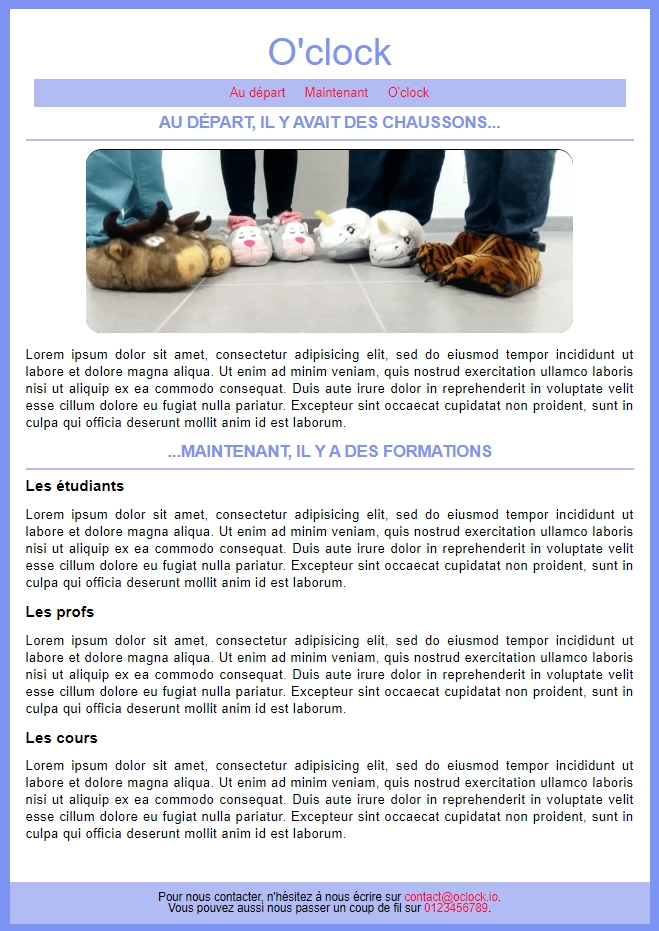 O'clock
Au départ Maintenant O'clock
AU DÉPART, IL Y AVAIT DES CHAUSSONS...
Lorem ipsum dolor sit amet, consectetur adipisicing elit, sed do eiusmod tempor incididunt ut
labore et dolore magna aliqua. Ut enim ad minim veniam, quis nostrud exercitation ullamco laboris
nisi ut aliquip ex ea commodo consequat. Duis aute irure dolor in reprehenderit in voluptate velit
esse cillum dolore eu fugiat nulla pariatur. Excepteur sint occaecat cupidatat non proident, sunt in
culpa qui officia deserunt mollit anim id est laborum.
...MAINTENANT, IL Y A DES FORMATIONS
Les étudiants
Lorem ipsum dolor sit amet, consectetur adipisicing elit, sed do eiusmod tempor incididunt ut
labore et dolore magna aliqua. Ut enim ad minim veniam, quis nostrud exercitation ullamco laboris
nisi ut aliquip ex ea commodo consequat. Duis aute irure dolor in reprehenderit in voluptate velit
esse cillum dolore eu fugiat nulla pariatur. Excepteur sint occaecat cupidatat non proident, sunt in
culpa qui officia deserunt mollit anim id est laborum.
Les profs
Lorem ipsum dolor sit amet, consectetur adipisicing elit, sed do eiusmod tempor incididunt ut
labore et dolore magna aliqua. Ut enim ad minim veniam, quis nostrud exercitation ullamco laboris
nisi ut aliquip ex ea commodo consequat. Duis aute irure dolor in reprehenderit in voluptate velit
esse cillum dolore eu fugiat nulla pariatur. Excepteur sint occaecat cupidatat non proident, sunt in
culpa qui officia deserunt mollit anim id est laborum.
Les cours
Lorem ipsum dolor sit amet, consectetur adipisicing elit, sed do eiusmod tempor incididunt ut
labore et dolore magna aliqua. Ut enim ad minim veniam, quis nostrud exercitation ullamco laboris
nisi ut aliquip ex ea commodo consequat. Duis aute irure dolor in reprehenderit in voluptate velit
esse cillum dolore eu fugiat nulla pariatur. Excepteur sint occaecat cupidatat non proident, sunt in
culpa qui officia deserunt mollit anim id est laborum.
Pour nous contacter, n'hésitez à nous écrire sur contact@oclock.io.
Vous pouvez aussi nous passer un coup de fil sur 0123456789.